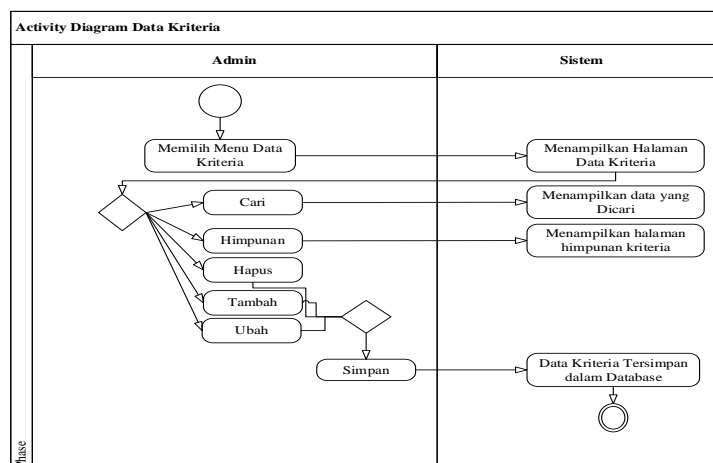 Activity Diagram Data Kriteria
Admin
Sistem
Memilih Menu Data
Kriteria
Menampilkan Halaman
Data Kriteria
Cari
Menampilkan data yang
Dicari
Himpunan
Menampilkan halaman
himpunan kriteria
Hapus
Tambah
Ubah
Simpan
Data Kriteria Tersimpan
dalam Database
Phase